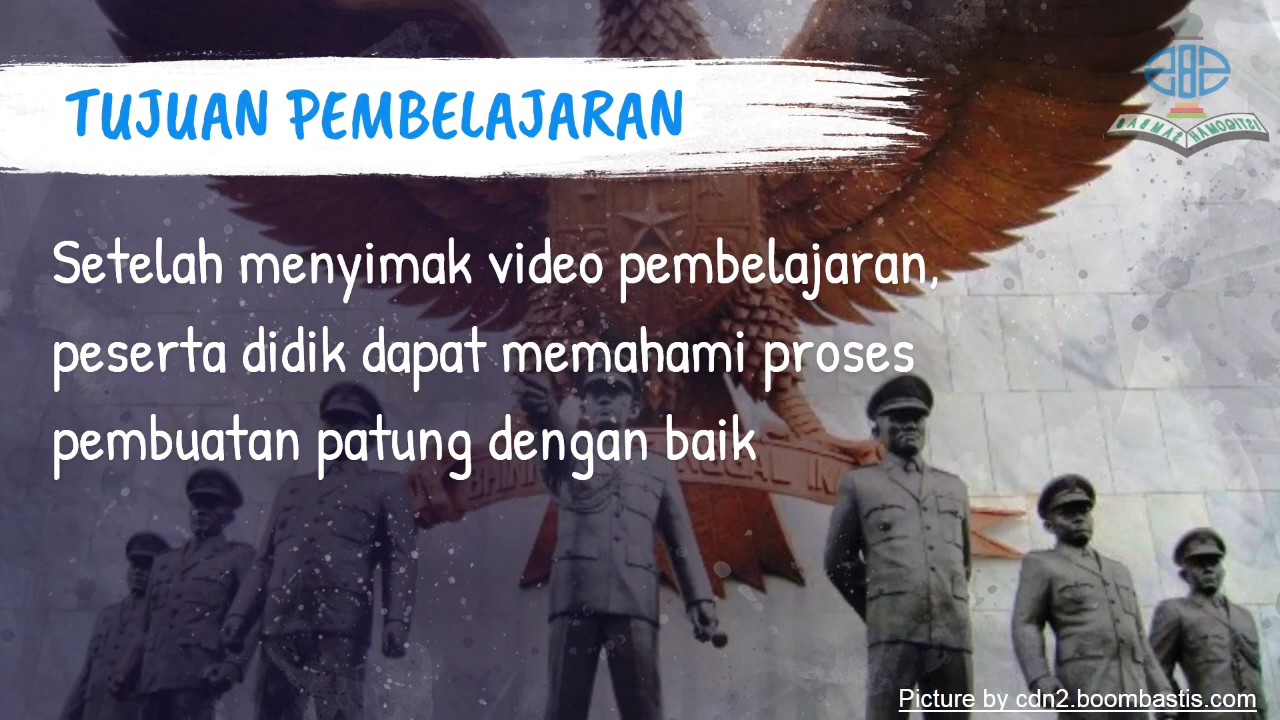 TUJUAN PEMBELAJARAN
Setelah menyimak video pembelajaran,
peserta didik dapat memahami proses
pembuatan patung dengan baik
Picture by cdn2.boombastis.com